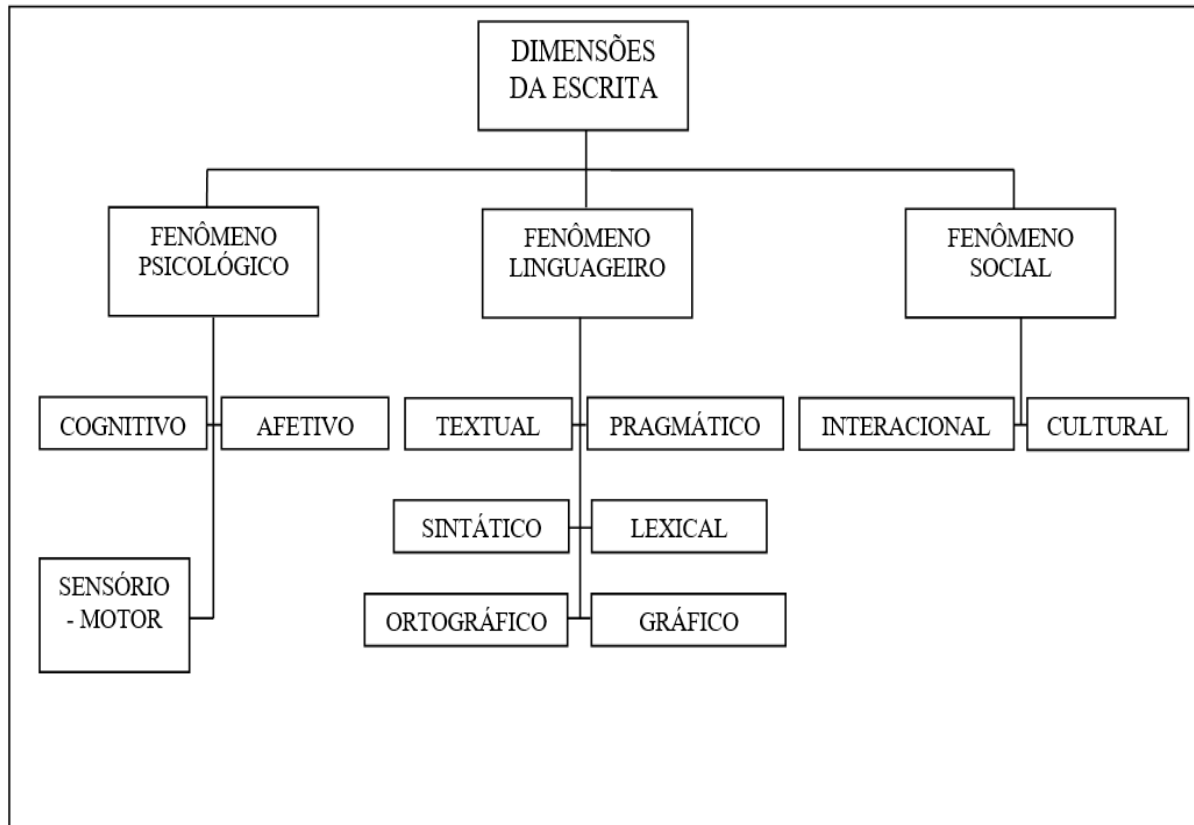 DIMENSÕES
DA ESCRITA
FENÔMENO
PSICOLÓGICO
FENÔMENO
LINGUAGEIRO
FENÔMENO
SOCIAL
COGNITIVO
AFETIVO
TEXTUAL
PRAGMÁTICO
INTERACIONAL
CULTURAL
SINTÁTICO
LEXICAL
SENSÓRIO
- MOTOR
ORTOGRÁFICO
GRÁFICO